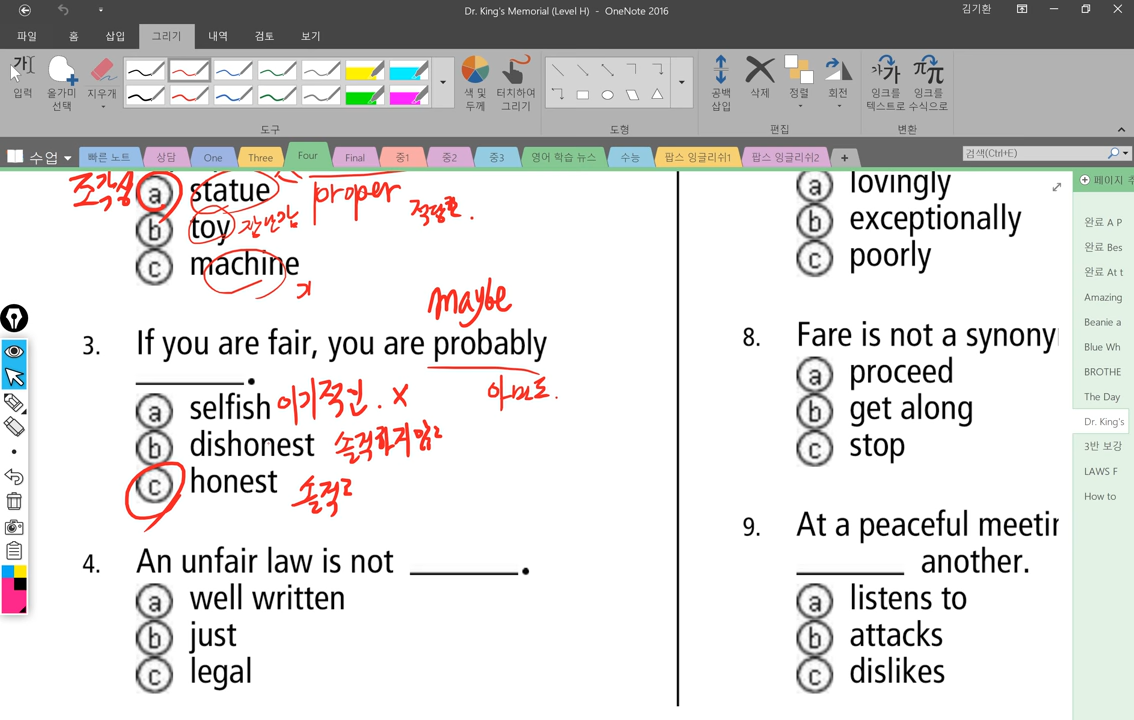 Dr. King's Memorial (Level H) - OneNote 2016
김기환
파일 홈 삽입 그리기 내역 검토 보기
입력
올가미 선택
지우개
색 및 두께
터치하여 그리기
공백 삽입
삭제
정렬
회전
잉크를 텍스트로
잉크를 수식으로
도구 도형 편집 변환
수업 빠른 노트 상담 One Three Four Final 중1 중2 중3 영어 학습 뉴스 수능 팝스 잉글리쉬1 팝스 잉글리쉬2
검색(Ctrl+E)
조각상 a statue
proper 적당한.
b toy 장난감
c machine
기
maybe
3. If you are fair, you are probably
______.
아마도.
a selfish 이기적인. X
b dishonest 솔직하지않은
c honest 솔직한
4. An unfair law is not ______.
a well written
b just
c legal
a lovingly
b exceptionally
c poorly
8. Fare is not a synony
a proceed
b get along
c stop
9. At a peaceful meetin
______ another.
a listens to
b attacks
c dislikes
페이지 추
완료 A P
완료 Bes
완료 At t
Amazing
Beanie a
Blue Wh
BROTHE
The Day
Dr. King's
3반 보강
LAWS F
How to